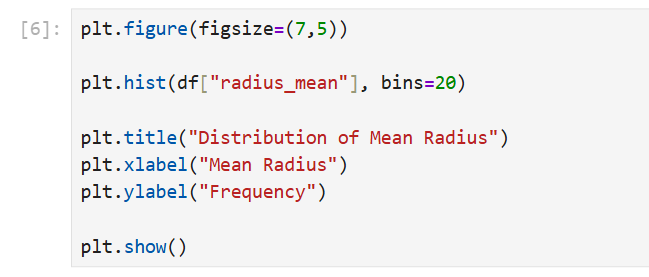 [6]: plt.figure(figsize=(7,5))
plt.hist(df["radius_mean"], bins=20)
plt.title("Distribution of Mean Radius")
plt.xlabel("Mean Radius")
plt.ylabel("Frequency")
plt.show()